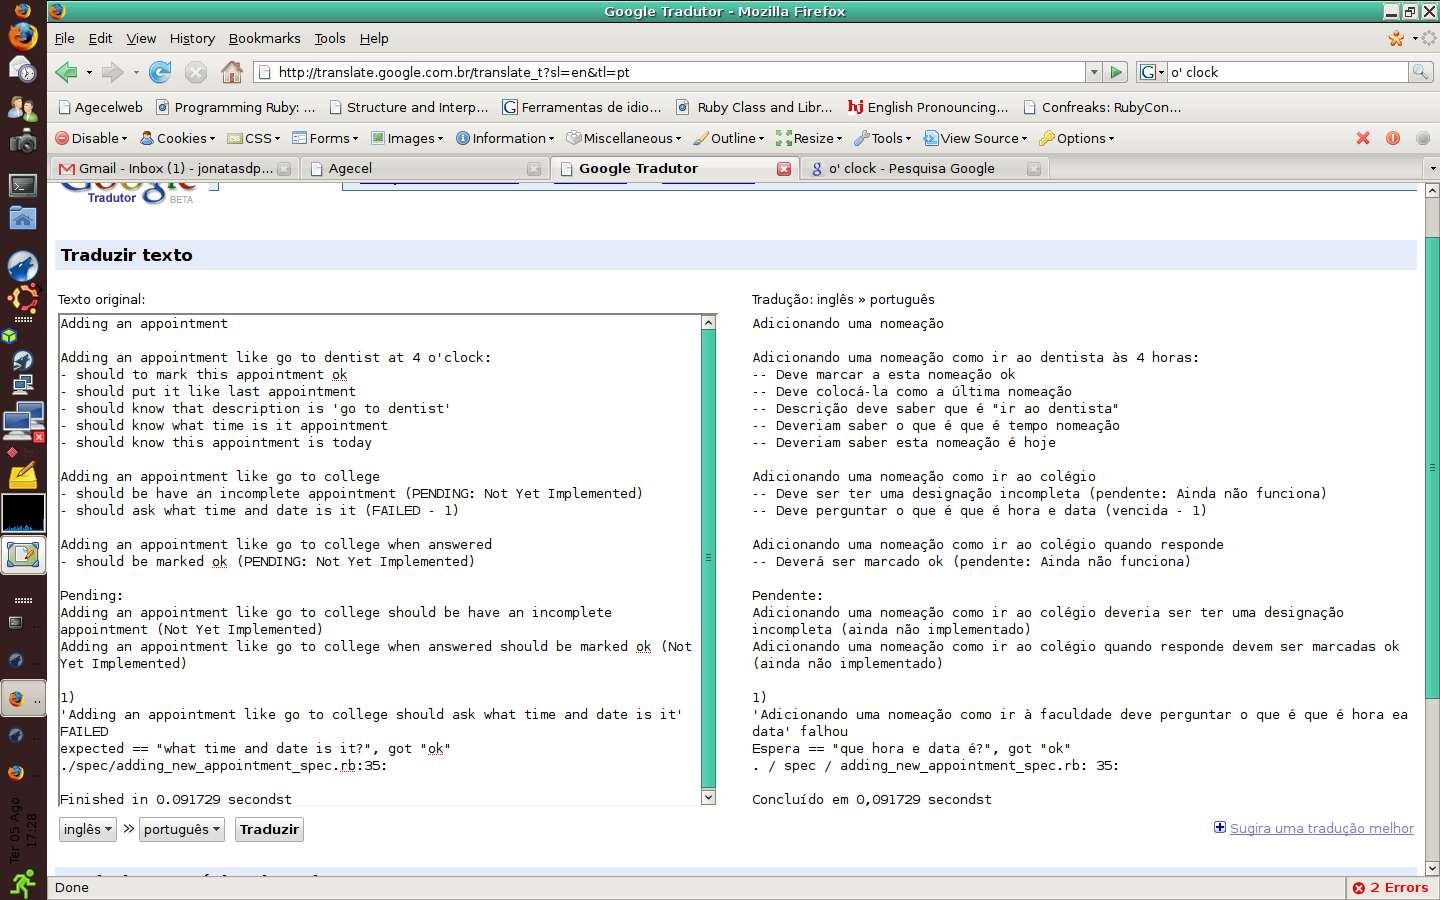 Google Tradutor - Mozilla Firefox
File Edit View History Bookmarks Tools Help
http://translate.google.com.br/translate_t?sl=en&tl=pt
G o' clock
Agecelweb Programming Ruby: ... Structure and Interp... Ferramentas de idio... Ruby Class and Libr... hj English Pronouncing... Confreaks: RubyCon...
Disable Cookies CSS Forms Images Information Miscellaneous Outline Resize Tools View Source Options
Gmail - Inbox (1) - jonatasdp... Agecel Google Tradutor o' clock - Pesquisa Google
Google
Tradutor BETA
Traduzir texto
Texto original:
Adding an appointment

Adding an appointment like go to dentist at 4 o'clock:
- should to mark this appointment ok
- should put it like last appointment
- should know that description is 'go to dentist'
- should know what time is it appointment
- should know this appointment is today

Adding an appointment like go to college
- should be have an incomplete appointment (PENDING: Not Yet Implemented)
- should ask what time and date is it (FAILED - 1)

Adding an appointment like go to college when answered
- should be marked ok (PENDING: Not Yet Implemented)

Pending:
Adding an appointment like go to college should be have an incomplete
appointment (Not Yet Implemented)
Adding an appointment like go to college when answered should be marked ok (Not
Yet Implemented)

1)
'Adding an appointment like go to college should ask what time and date is it'
FAILED
expected == "what time and date is it?", got "ok"
./spec/adding_new_appointment_spec.rb:35:

Finished in 0.091729 secondst
Tradução: inglês » português
Adicionando uma nomeação

Adicionando uma nomeação como ir ao dentista às 4 horas:
-- Deve marcar a esta nomeação ok
-- Deve colocá-la como a última nomeação
-- Descrição deve saber que é "ir ao dentista"
-- Deveriam saber o que é que é tempo nomeação
-- Deveriam saber esta nomeação é hoje

Adicionando uma nomeação como ir ao colégio
-- Deve ser ter uma designação incompleta (pendente: Ainda não funciona)
-- Deve perguntar o que é que é hora e data (vencida - 1)

Adicionando uma nomeação como ir ao colégio quando responde
-- Deverá ser marcado ok (pendente: Ainda não funciona)

Pendente:
Adicionando uma nomeação como ir ao colégio deveria ser ter uma designação
incompleta (ainda não implementado)
Adicionando uma nomeação como ir ao colégio quando responde devem ser marcadas ok
(ainda não implementado)

1)
'Adicionando uma nomeação como ir à faculdade deve perguntar o que é que é hora ea
data' falhou
Espera == "que hora e data é?", got "ok"
. / spec / adding_new_appointment_spec.rb: 35:

Concluído em 0,091729 secondst
inglês » português Traduzir
Sugira uma tradução melhor
Done
2 Errors
Ter 05 Ago
17:28